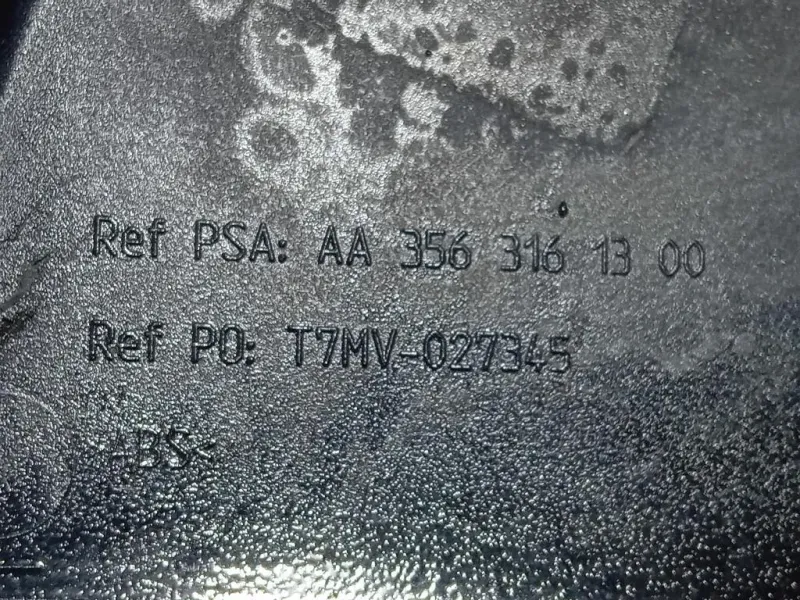 Ref PSA: AA 356 316 13 00
Ref PO: T7MV-027345
>ABS<